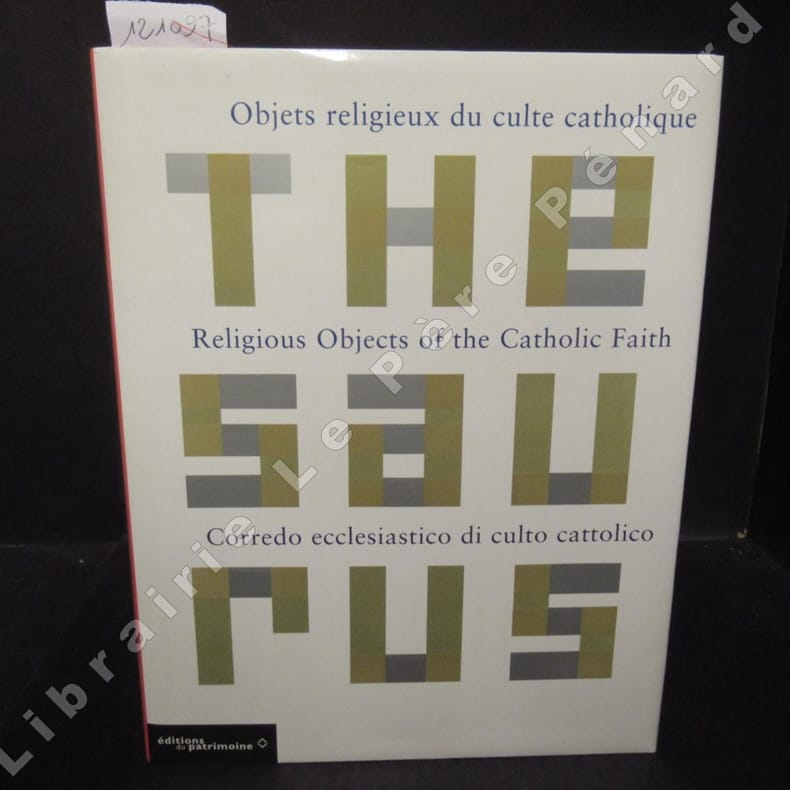 121097
Objets religieux du culte catholique
THe
Religious Objects of the Catholic Faith
sau
Corredo ecclesiastico di culto cattolico
rus
éditions
du patrimoine
Librairie Le Père Pénard